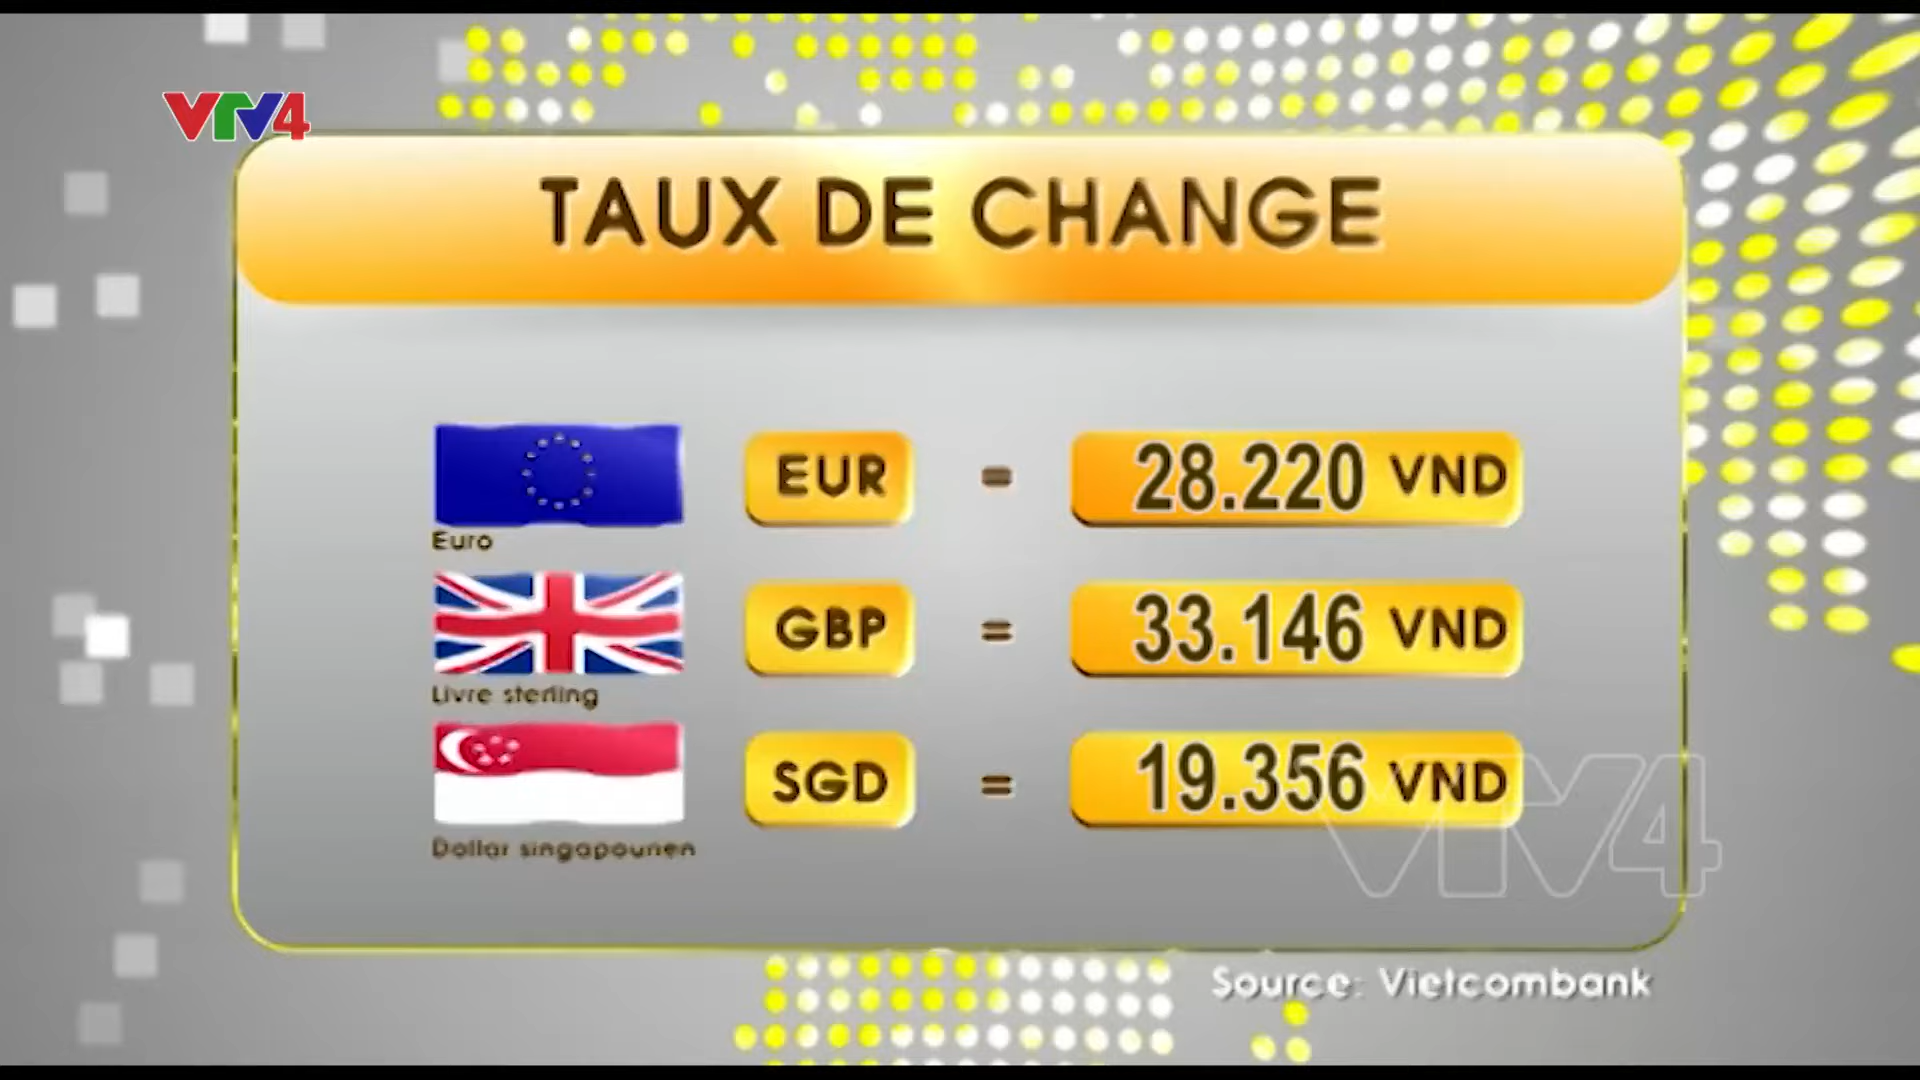 VTV4
TAUX DE CHANGE
EUR = 28.220 VND
Euro
GBP = 33.146 VND
Livre sterling
SGD = 19.356 VND
Dollar singapourien
VTV4
Source: Vietcombank